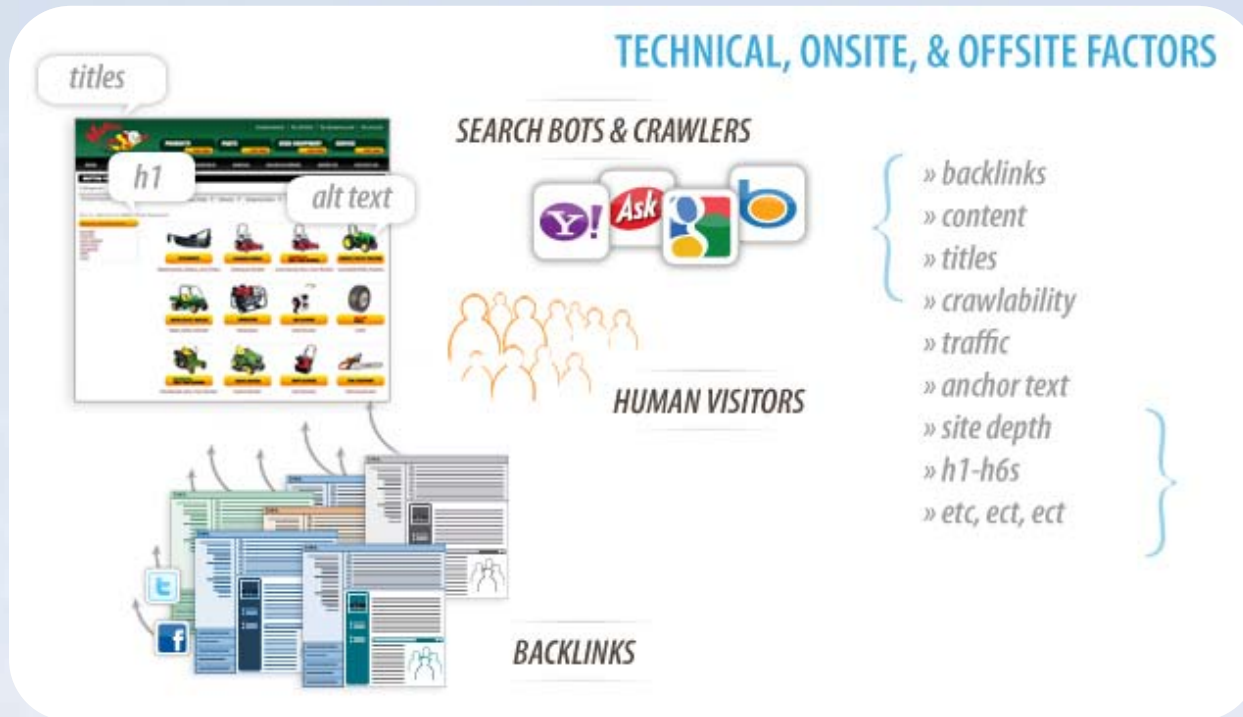 TECHNICAL, ONSITE, & OFFSITE FACTORS
titles
h1
alt text
SEARCH BOTS & CRAWLERS
Y!
Ask
g
b
HUMAN VISITORS
BACKLINKS
t
f
» backlinks
» content
» titles
» crawlability
» traffic
» anchor text
» site depth
» h1-h6s
» etc, ect, ect